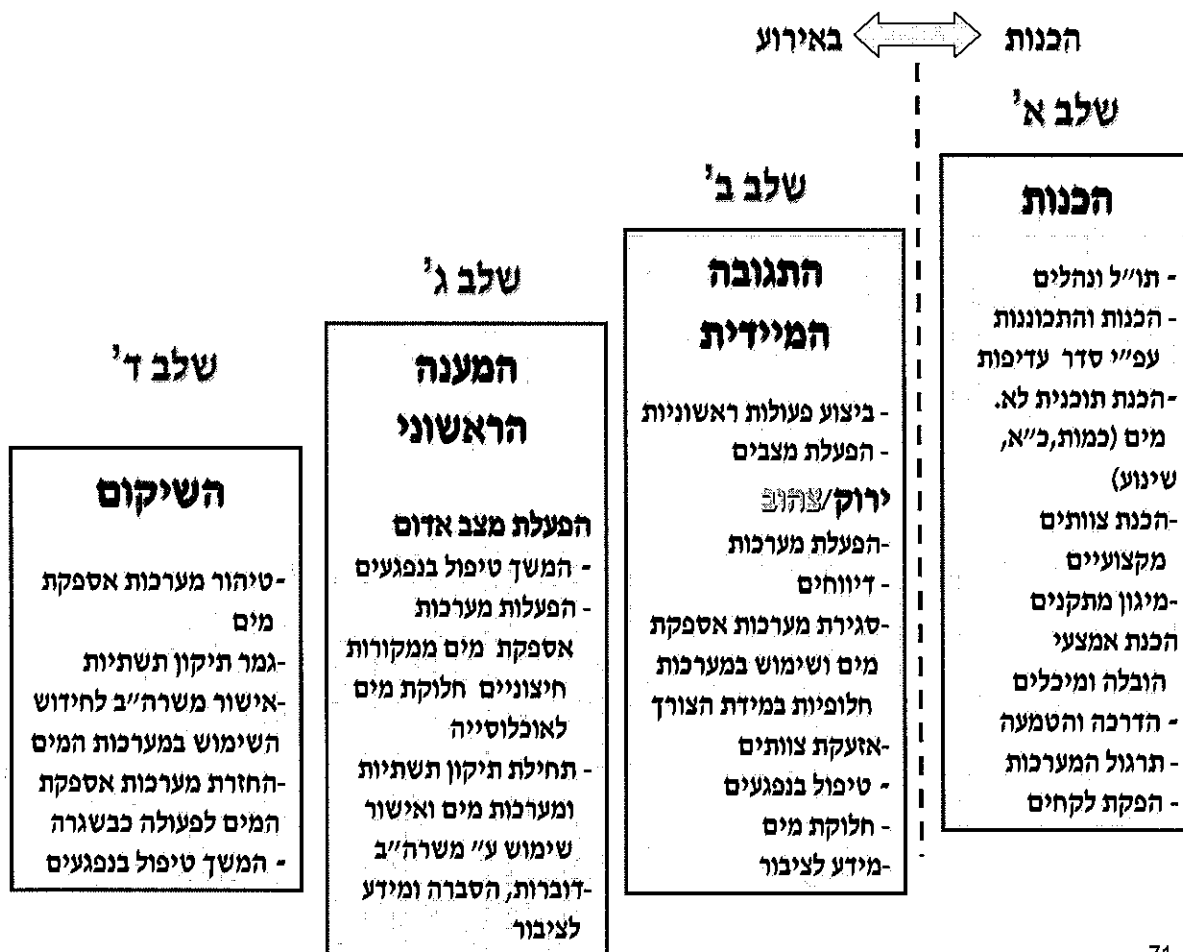 הכנות
באירוע
שלב א'
הכנות
- תו"ל ונהלים
- הכנות והתכוננות
עפ"י סדר עדיפות
-הכנת תוכנית לא.
מים (כמות,כ"א,
שינוע)
-הכנת צוותים
מקצועיים
-מיגון מתקנים
הכנת אמצעי
הובלה ומיכלים
- הדרכה והטמעה
- תרגול המערכות
- הפקת לקחים
שלב ב'
התגובה
המיידית
- ביצוע פעולות ראשוניות
- הפעלת מצבים
ירוק/צהוב
-הפעלת מערכות
- דיווחים
-סגירת מערכות אספקת
מים ושימוש במערכות
חלופיות במידת הצורך
-אזעקת צוותים
- טיפול בנפגעים
- חלוקת מים
-מידע לציבור
שלב ג'
המענה
הראשוני
הפעלת מצב אדום
- המשך טיפול בנפגעים
- הפעלות מערכות
אספקת מים ממקורות
חיצוניים חלוקת מים
לאוכלוסייה
- תחילת תיקון תשתיות
ומערכות מים ואישור
שימוש ע"י משרה"ב
-דוברות, הסברה ומידע
לציבור
שלב ד'
השיקום
-טיהור מערכות אספקת
מים
-גמר תיקון תשתיות
-אישור משרה"ב לחידוש
השימוש במערכות המים
-החזרת מערכות אספקת
המים לפעולה כבשגרה
- המשך טיפול בנפגעים
71